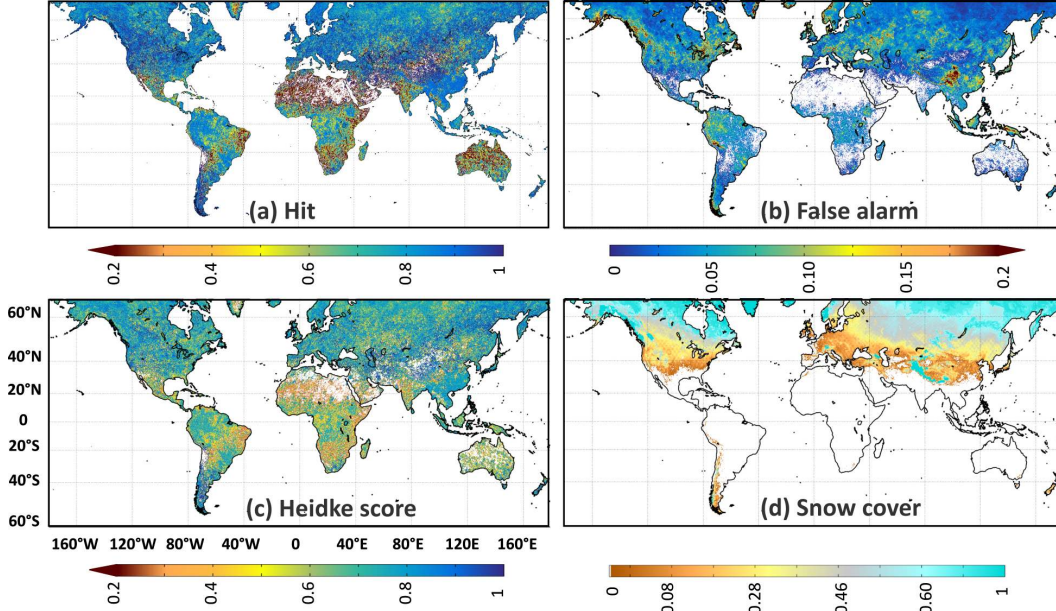 (a) Hit
(b) False alarm
0.2 0.4 0.6 0.8 1
0 0.05 0.10 0.15 0.2
60°N
40°N
20°N
0
20°S
40°S
60°S
(c) Heidke score
(d) Snow cover
160°W 120°W 80°W 40°W 0 40°E 80°E 120E 160°E
0.2 0.4 0.6 0.8 1
0 0.08 0.28 0.48 0.60 1